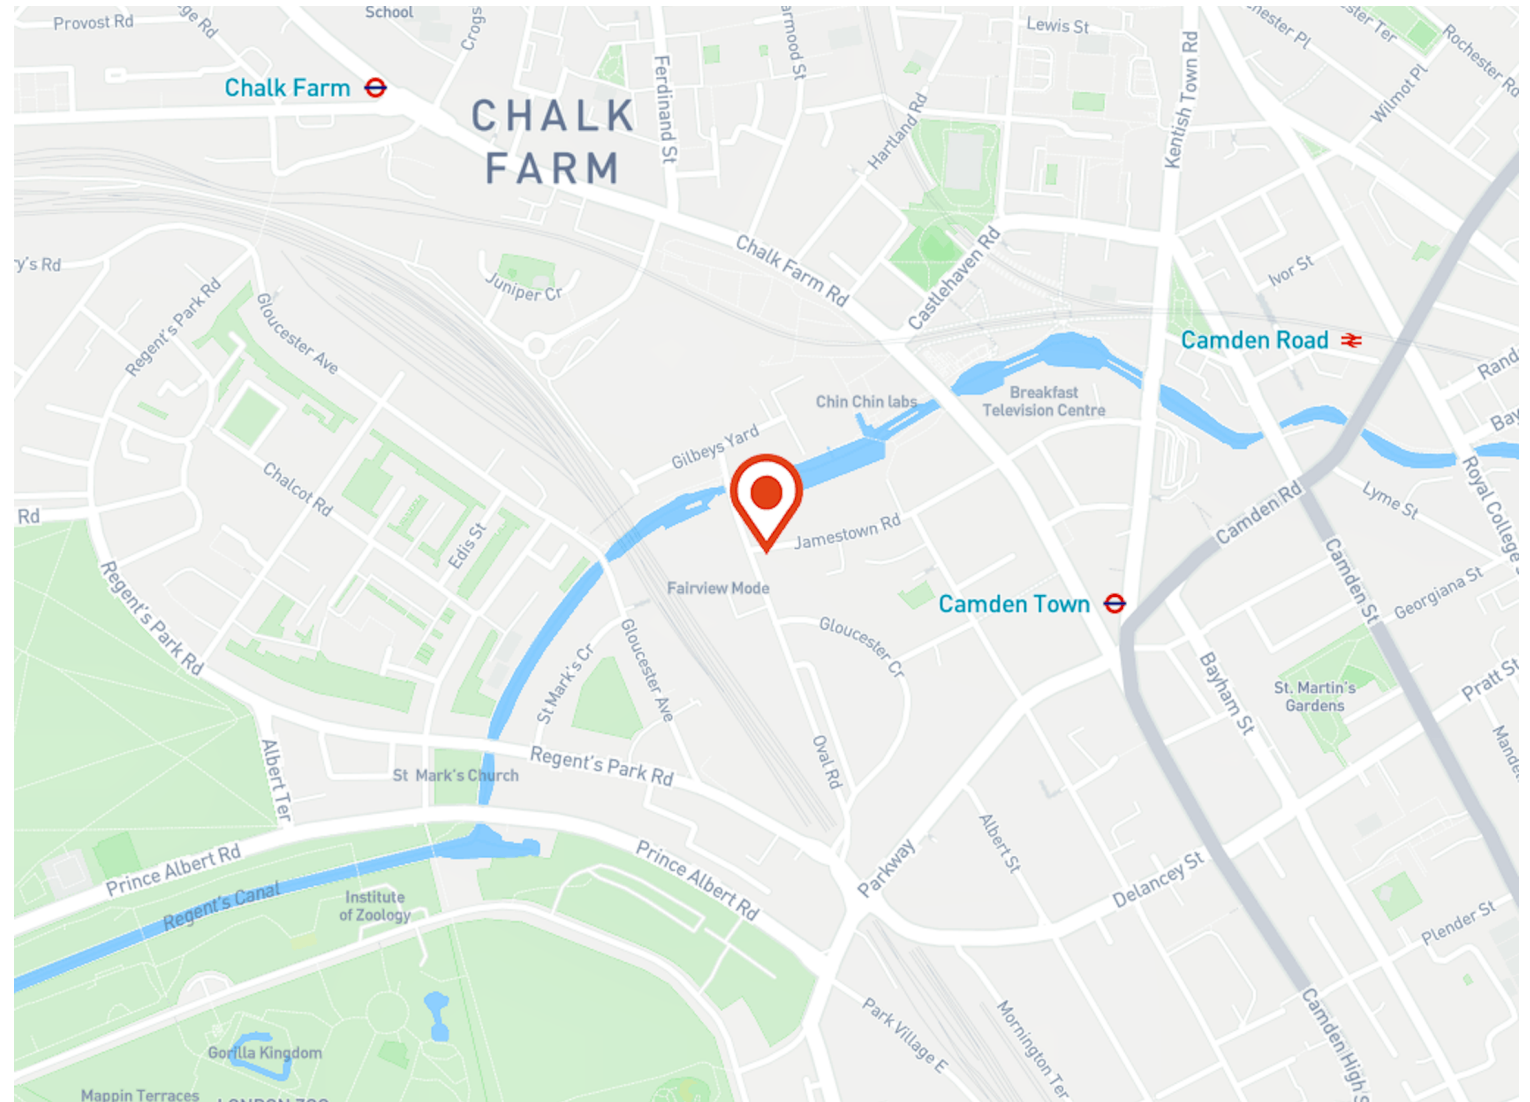 Provost Rd
School
Lewis St
Rochester Rd
Wilmot Pl
Kentish Town Rd
Chalk Farm
Ferdinand St
Hartland Rd
CHALK
FARM
Chalk Farm Rd
Castlehaven Rd
Ivor St
Juniper Cr
Regent's Park Rd
Gloucester Ave
Camden Road
Chin Chin labs
Breakfast
Television Centre
Gilbeys Yard
Chalcot Rd
Rd
Edis St
Jamestown Rd
Camden Rd
Lyme St
Royal College
Fairview Mode
Camden Town
Camden St
Georgiana St
Regent's Park Rd
St Mark's Cr
Gloucester Ave
Gloucester Cr
Bayham St
St. Martin's
Gardens
Pratt St
Albert Ter
St Mark's Church
Regent's Park Rd
Oval Rd
Prince Albert Rd
Regent's Canal
Institute
of Zoology
Prince Albert Rd
Parkway
Albert St
Delancey St
Plender St
Gorilla Kingdom
Park Village E
Mornington Ter
Camden High S
Mappin Terraces